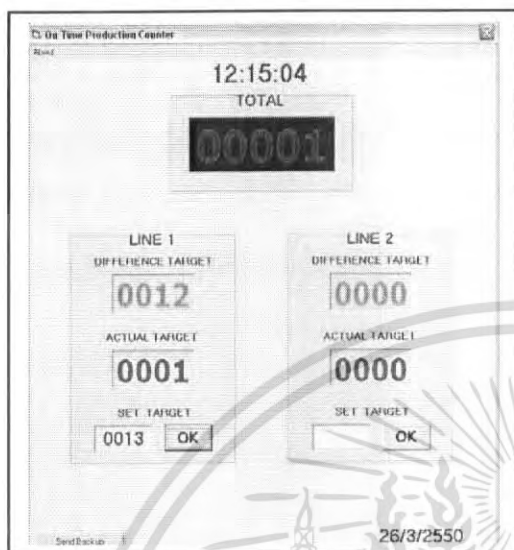 On Time Production Counter
12:15:04
TOTAL
00001
LINE 1
DIFFERENCE TARGET
0012
ACTUAL TARGET
0001
SET TARGET
0013 OK
LINE 2
DIFFERENCE TARGET
0000
ACTUAL TARGET
0000
SET TARGET
OK
Send Backup
26/3/2550